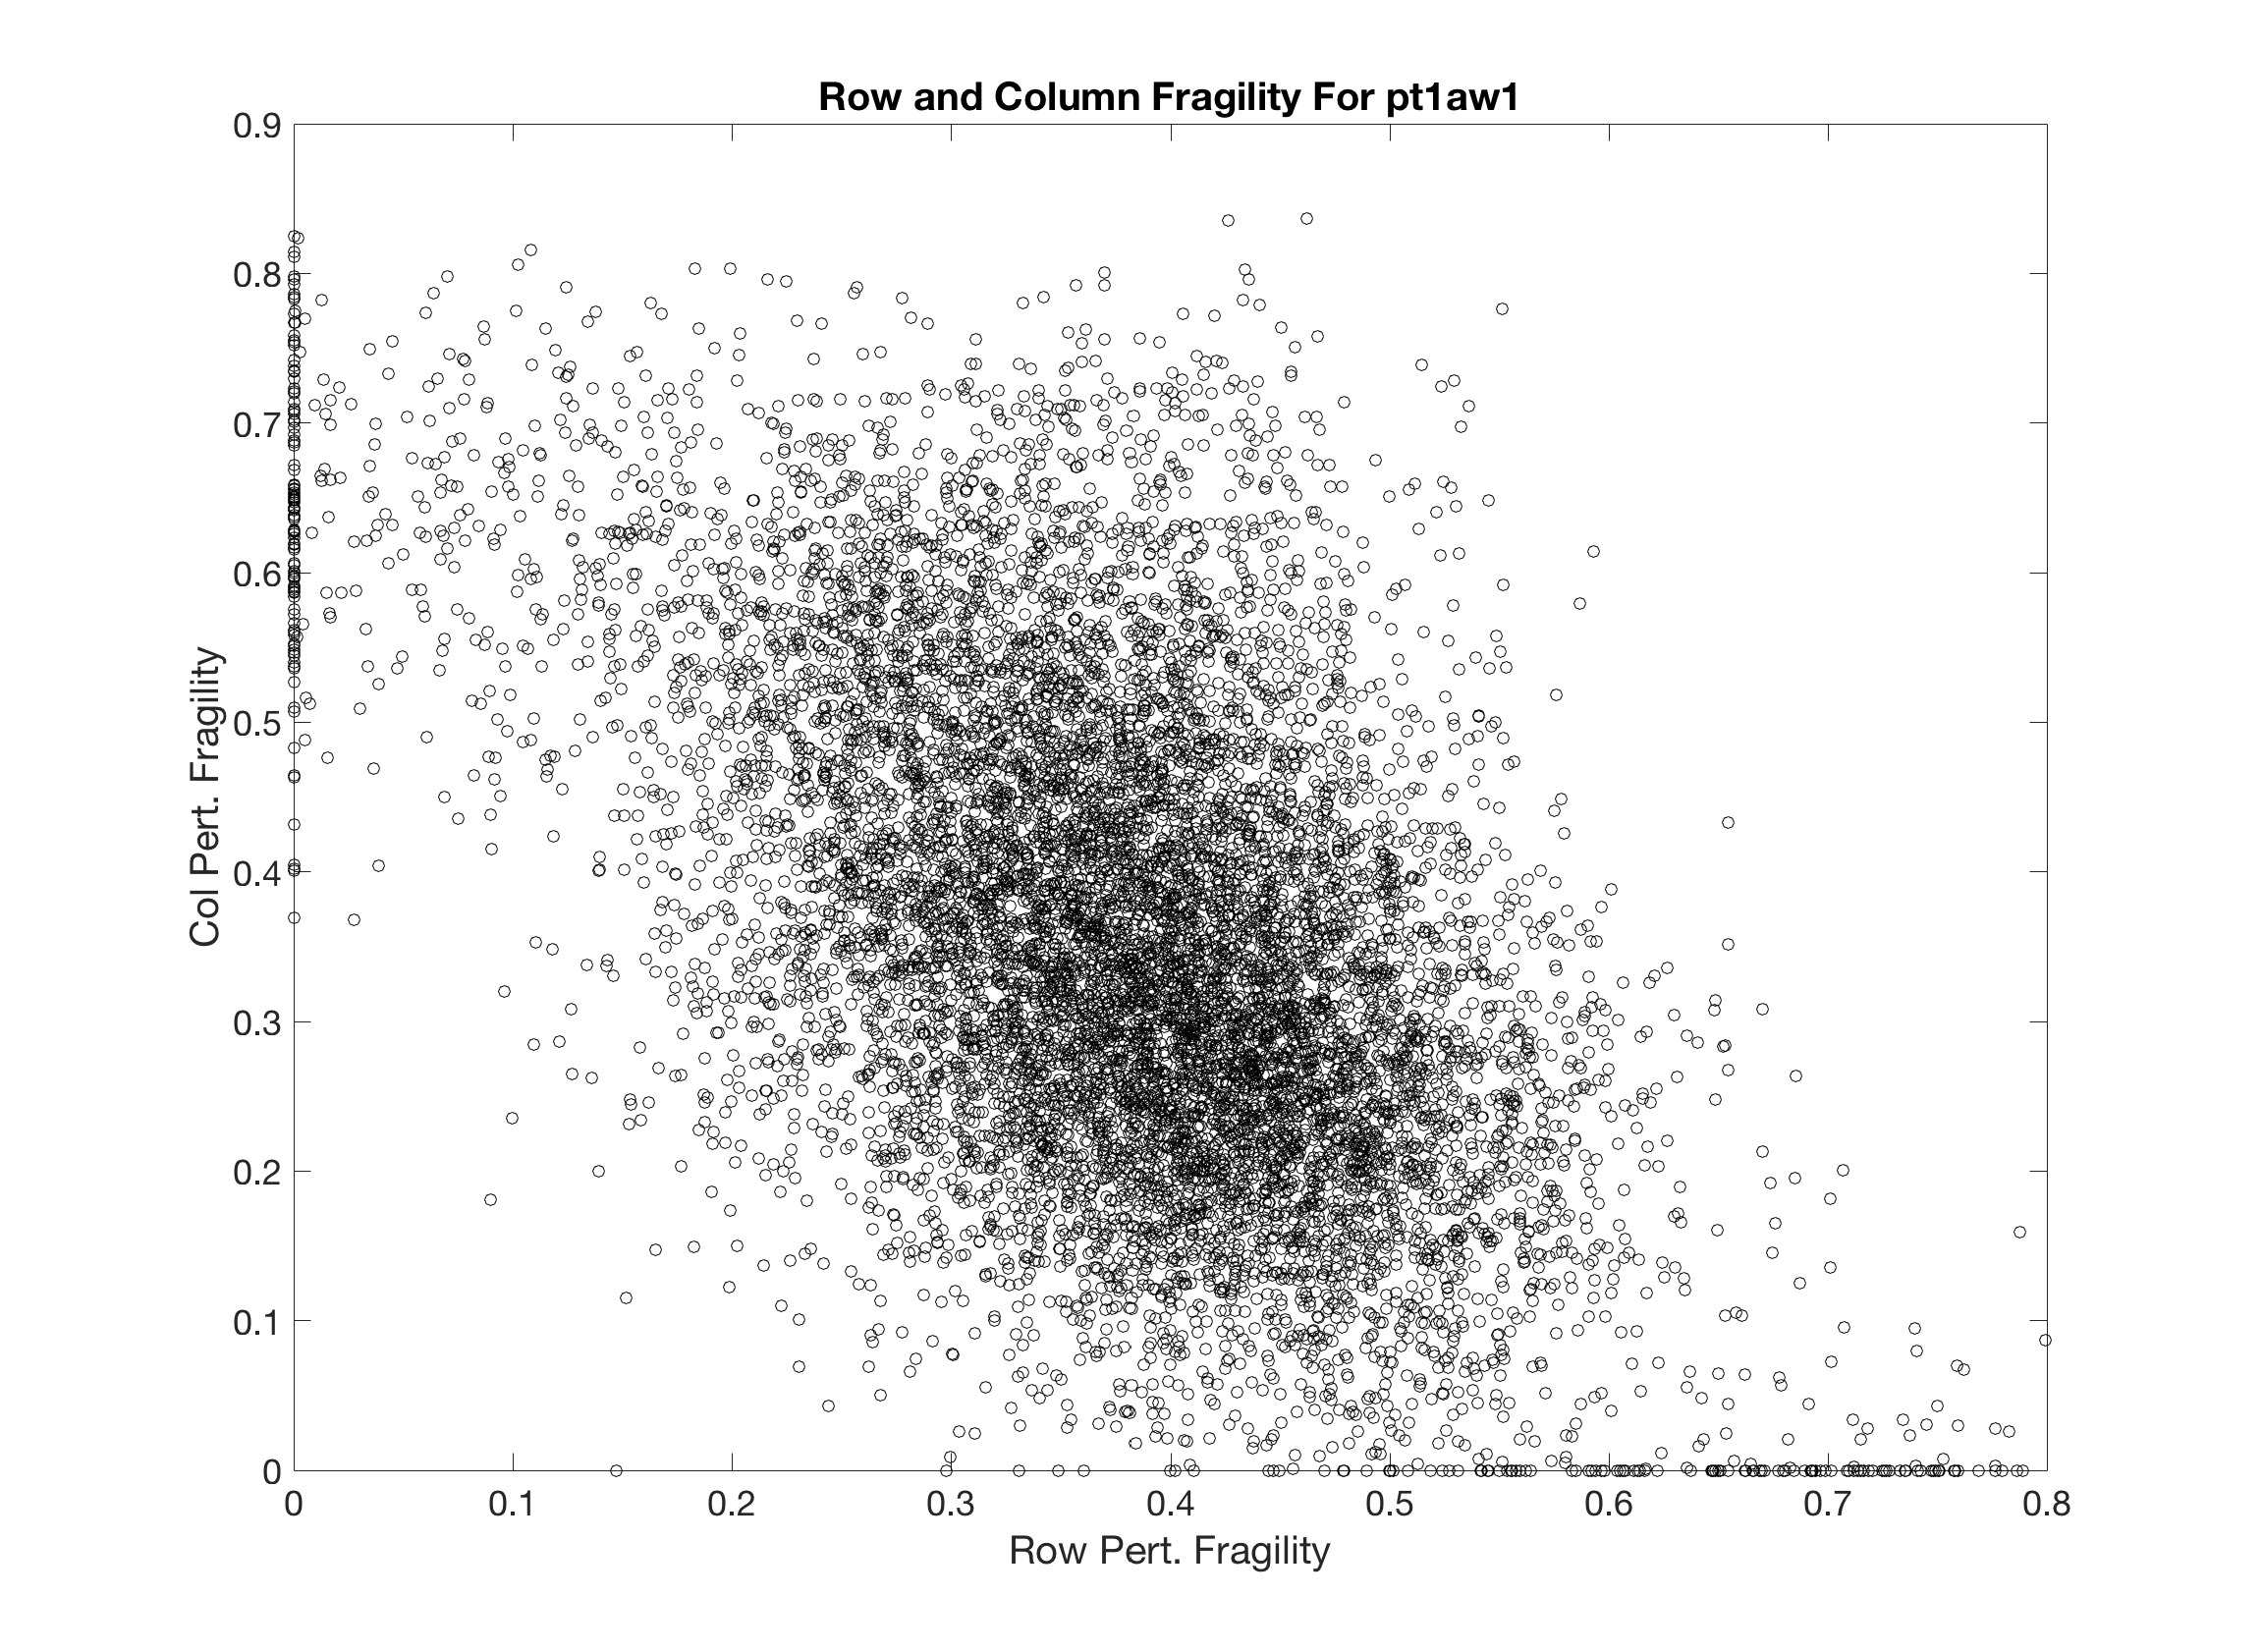 Row and Column Fragility For pt1aw1
0.9
0.8
0.7
0.6
0.5
0.4
0.3
0.2
0.1
0
Col Pert. Fragility
0 0.1 0.2 0.3 0.4 0.5 0.6 0.7 0.8
Row Pert. Fragility